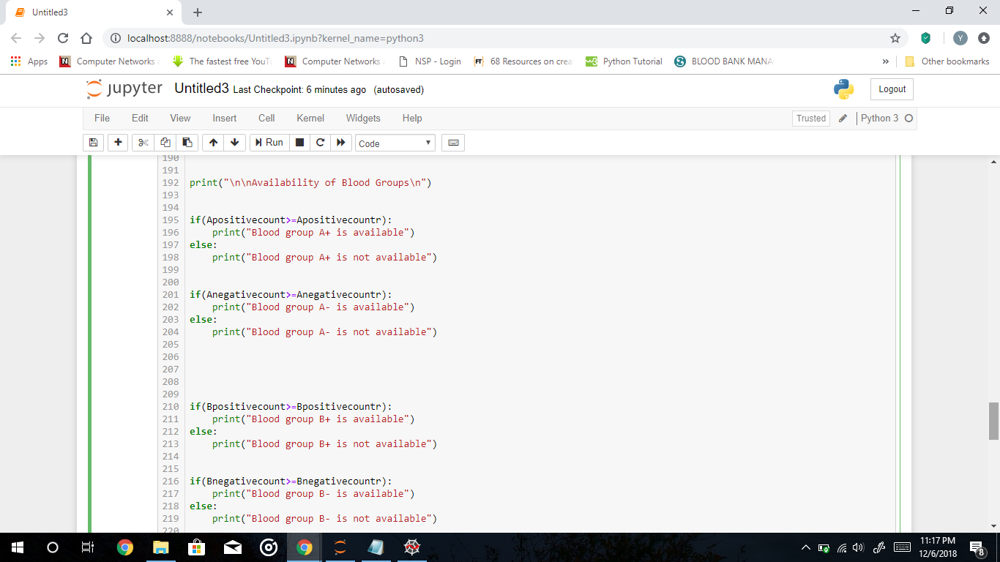 Untitled3
localhost:8888/notebooks/Untitled3.ipynb?kernel_name=python3
Y
Apps Computer Networks The fastest free YouT Computer Networks NSP - Login 68 Resources on crea Python Tutorial BLOOD BANK MANA » Other bookmarks
jupyter Untitled3 Last Checkpoint: 6 minutes ago (autosaved) Logout
File Edit View Insert Cell Kernel Widgets Help Trusted Python 3
Run Code
190
191
192 print("\n\nAvailability of Blood Groups\n")
193
194
195 if(Apositivecount>=Apositivecountr):
196     print("Blood group A+ is available")
197 else:
198     print("Blood group A+ is not available")
199
200
201 if(Anegativecount>=Anegativecountr):
202     print("Blood group A- is available")
203 else:
204     print("Blood group A- is not available")
205
206
207
208
209
210 if(Bpositivecount>=Bpositivecountr):
211     print("Blood group B+ is available")
212 else:
213     print("Blood group B+ is not available")
214
215
216 if(Bnegativecount>=Bnegativecountr):
217     print("Blood group B- is available")
218 else:
219     print("Blood group B- is not available")
220
11:17 PM
12/6/2018
8